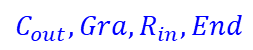 C_out, Gra, R_in, End